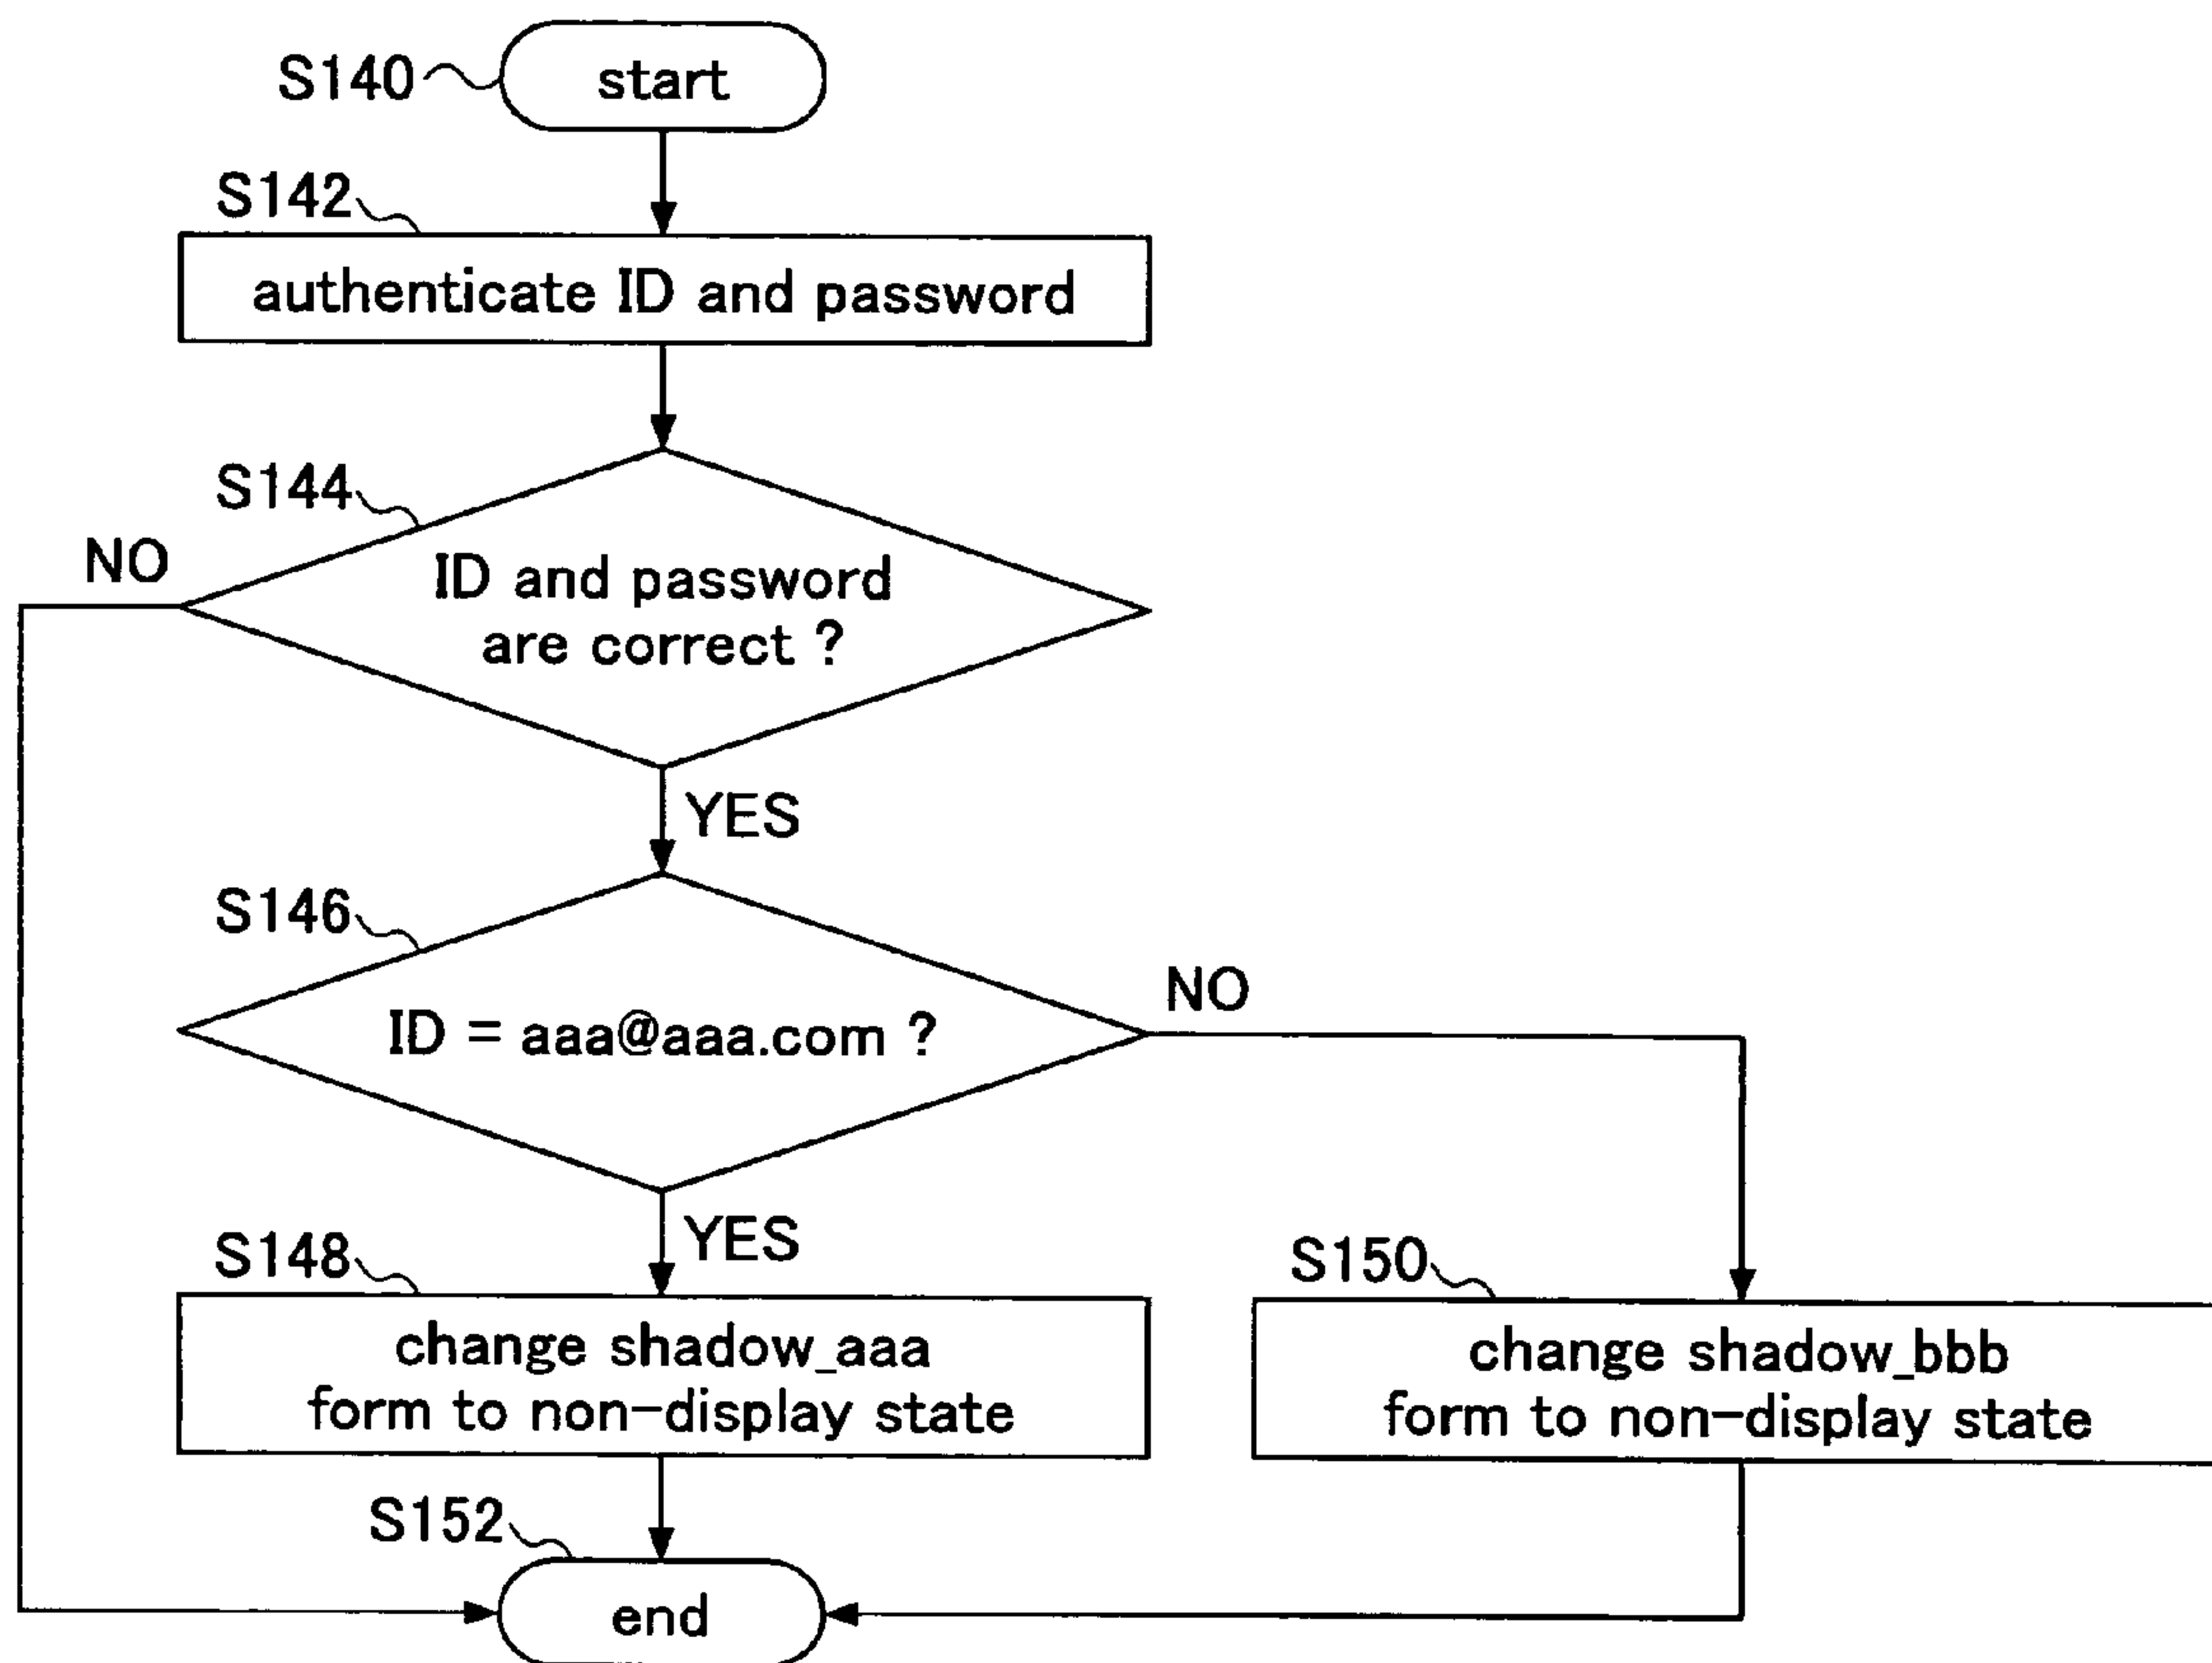 S140
start
S142
authenticate ID and password
S144
NO
ID and password
are correct ?
YES
S146
NO
ID = aaa@aaa.com ?
YES
S148
S150
change shadow_aaa
form to non-display state
change shadow_bbb
form to non-display state
S152
end